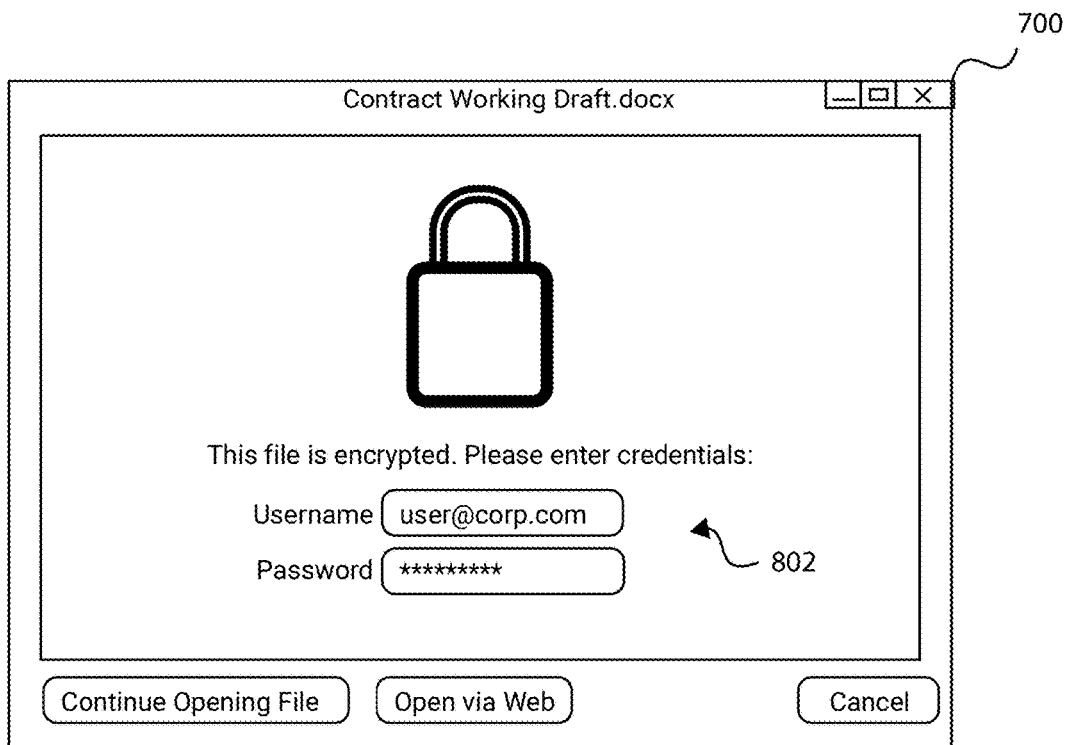 700
Contract Working Draft.docx
This file is encrypted. Please enter credentials:
Username user@corp.com
Password *********
802
Continue Opening File Open via Web Cancel